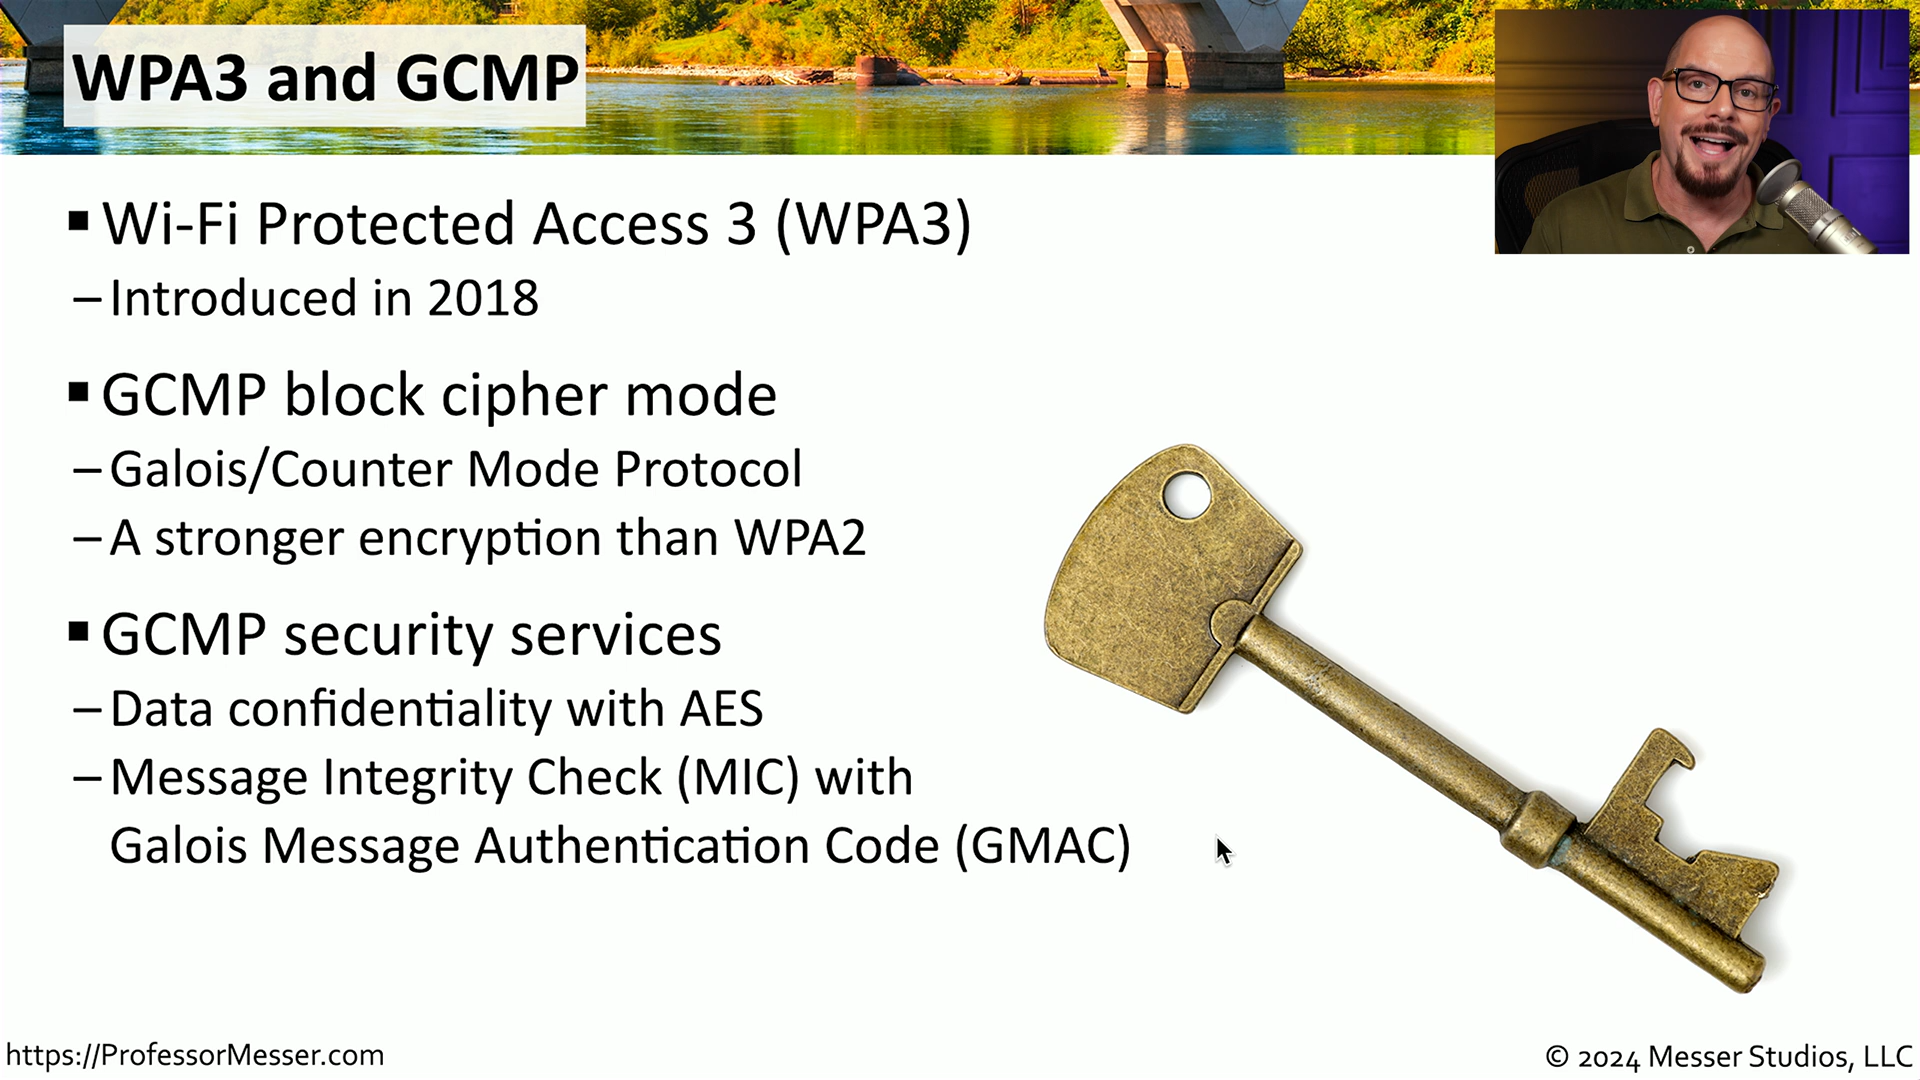 WPA3 and GCMP
▪ Wi-Fi Protected Access 3 (WPA3)
– Introduced in 2018
▪ GCMP block cipher mode
– Galois/Counter Mode Protocol
– A stronger encryption than WPA2
▪ GCMP security services
– Data confidentiality with AES
– Message Integrity Check (MIC) with
Galois Message Authentication Code (GMAC)
https://ProfessorMesser.com
© 2024 Messer Studios, LLC